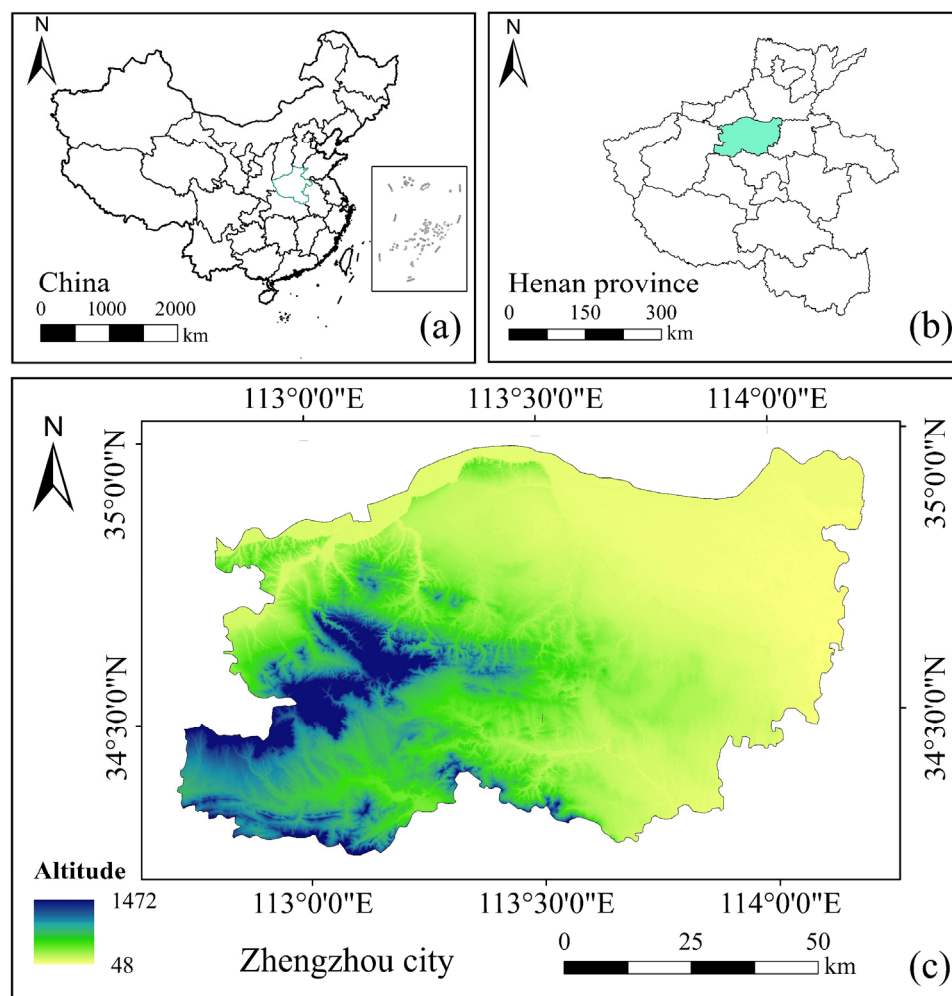 N
China
0 1000 2000
km
(a)
N
Henan province
0 150 300
km
(b)
113°0'0"E 113°30'0"E 114°0'0"E
N
35°0'0"N
35°0'0"N
34°30'0"N
34°30'0"N
Altitude
1472
48
113°0'0"E 113°30'0"E 114°0'0"E
Zhengzhou city
0 25 50
km
(c)